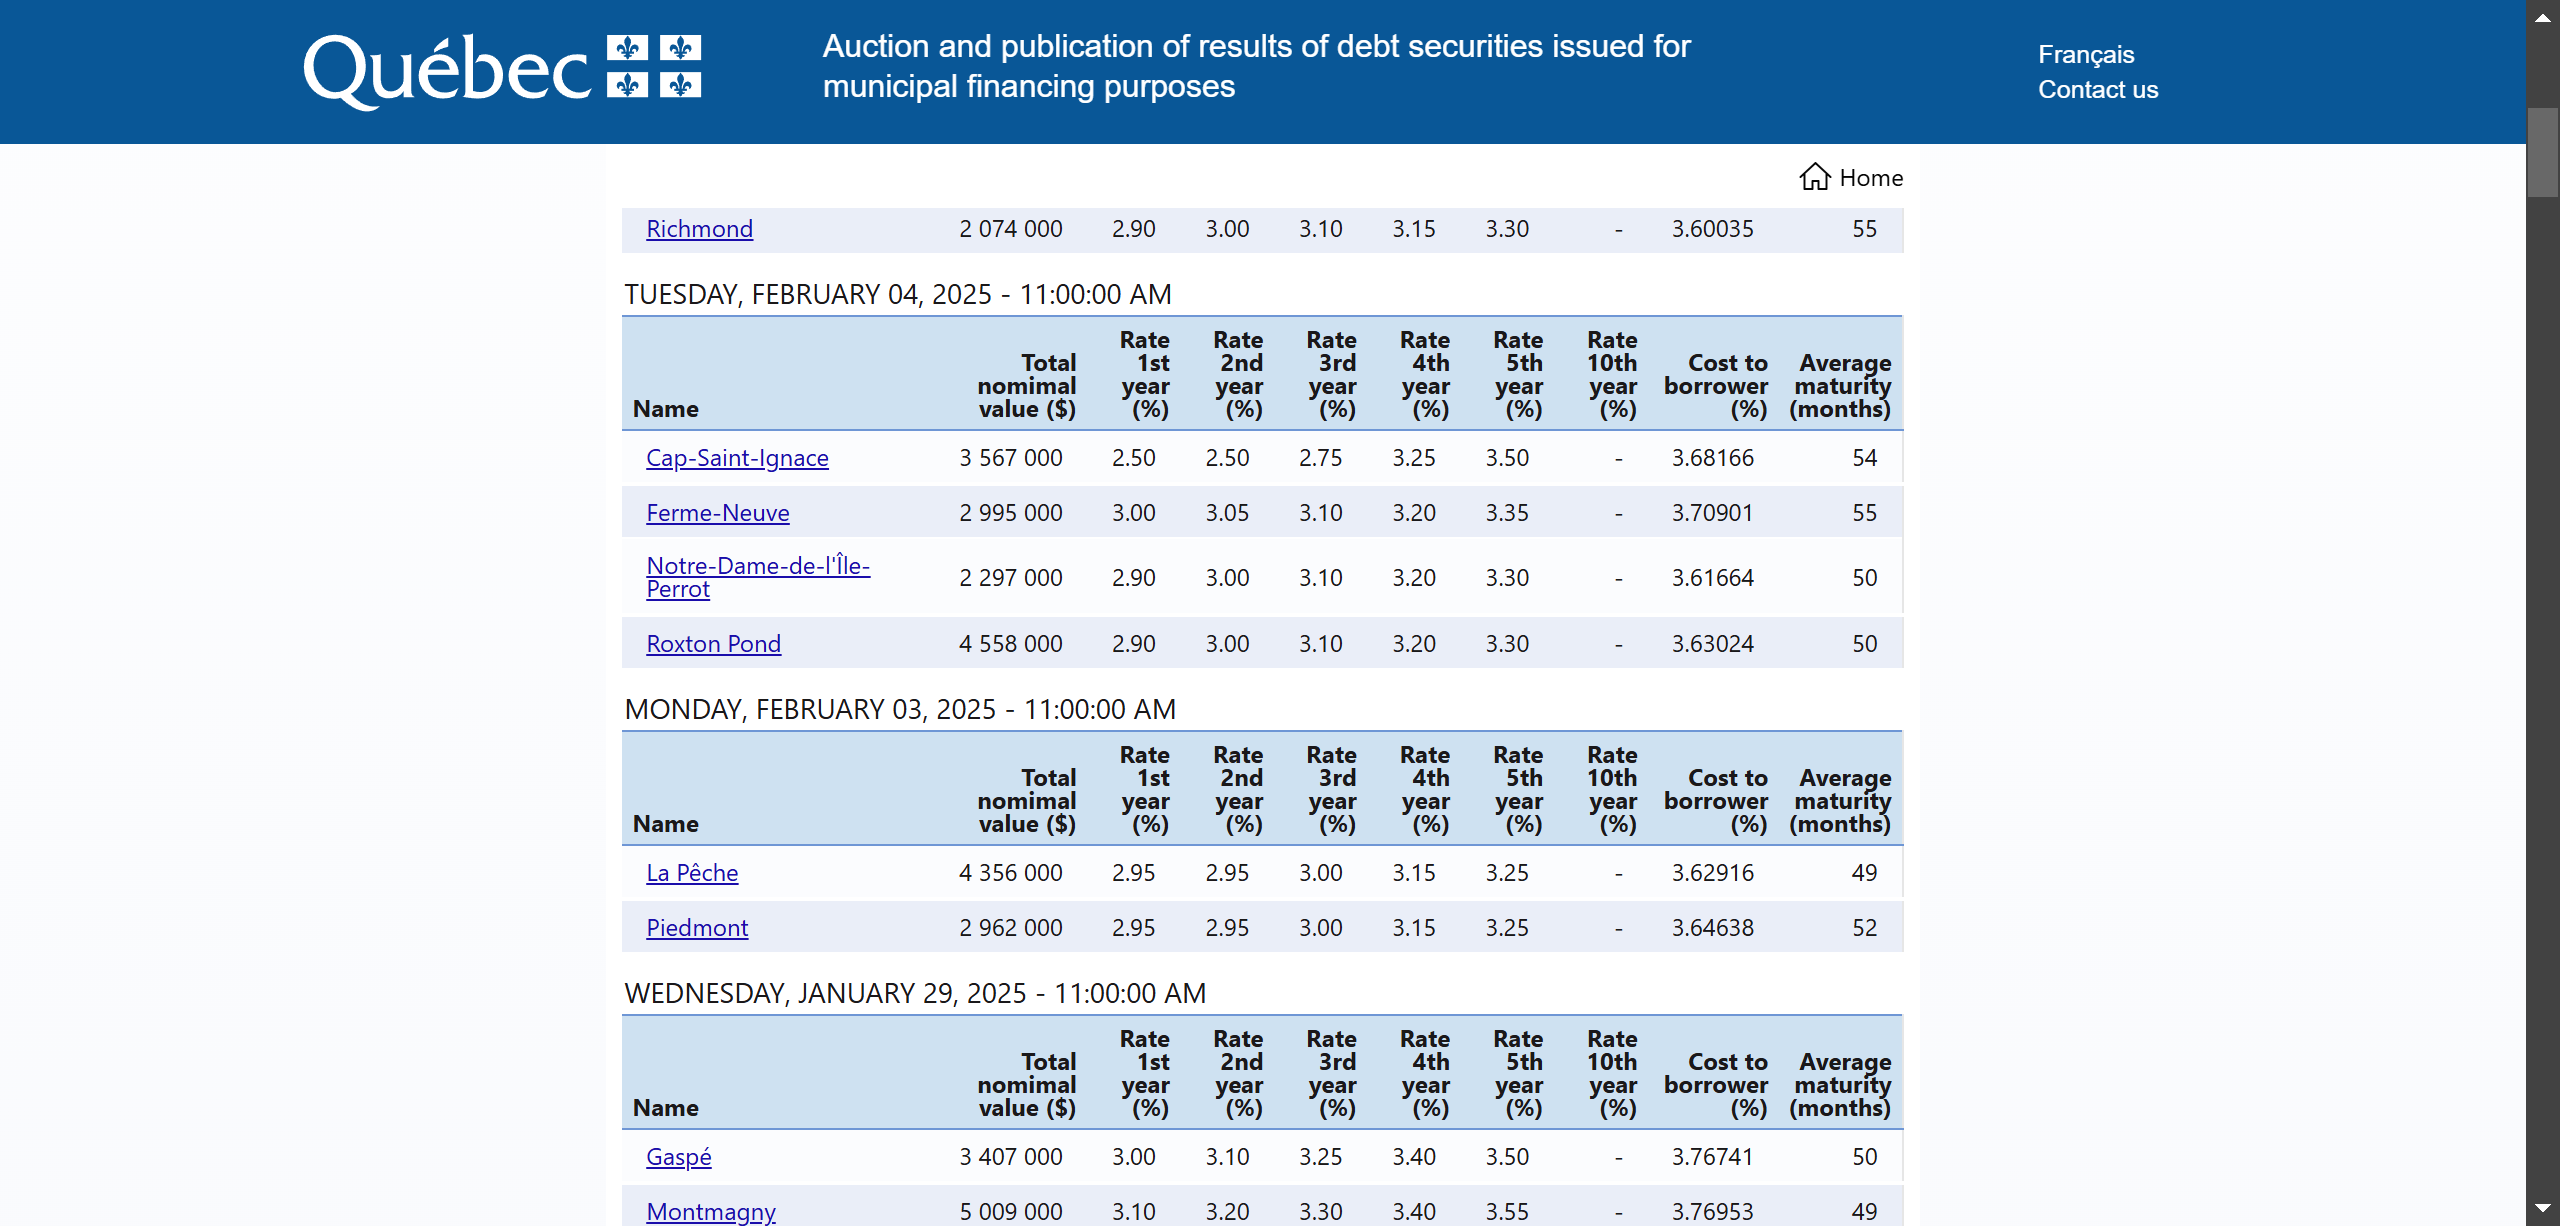 Québec
Auction and publication of results of debt securities issued for
municipal financing purposes
Français
Contact us
Home
Richmond 2 074 000 2.90 3.00 3.10 3.15 3.30 - 3.60035 55
TUESDAY, FEBRUARY 04, 2025 - 11:00:00 AM
Name Total nomimal value ($) Rate 1st year (%) Rate 2nd year (%) Rate 3rd year (%) Rate 4th year (%) Rate 5th year (%) Rate 10th year (%) Cost to borrower (%) Average maturity (months)
Cap-Saint-Ignace 3 567 000 2.50 2.50 2.75 3.25 3.50 - 3.68166 54
Ferme-Neuve 2 995 000 3.00 3.05 3.10 3.20 3.35 - 3.70901 55
Notre-Dame-de-l'Île-
Perrot 2 297 000 2.90 3.00 3.10 3.20 3.30 - 3.61664 50
Roxton Pond 4 558 000 2.90 3.00 3.10 3.20 3.30 - 3.63024 50
MONDAY, FEBRUARY 03, 2025 - 11:00:00 AM
Name Total nomimal value ($) Rate 1st year (%) Rate 2nd year (%) Rate 3rd year (%) Rate 4th year (%) Rate 5th year (%) Rate 10th year (%) Cost to borrower (%) Average maturity (months)
La Pêche 4 356 000 2.95 2.95 3.00 3.15 3.25 - 3.62916 49
Piedmont 2 962 000 2.95 2.95 3.00 3.15 3.25 - 3.64638 52
WEDNESDAY, JANUARY 29, 2025 - 11:00:00 AM
Name Total nomimal value ($) Rate 1st year (%) Rate 2nd year (%) Rate 3rd year (%) Rate 4th year (%) Rate 5th year (%) Rate 10th year (%) Cost to borrower (%) Average maturity (months)
Gaspé 3 407 000 3.00 3.10 3.25 3.40 3.50 - 3.76741 50
Montmagny 5 009 000 3.10 3.20 3.30 3.40 3.55 - 3.76953 49